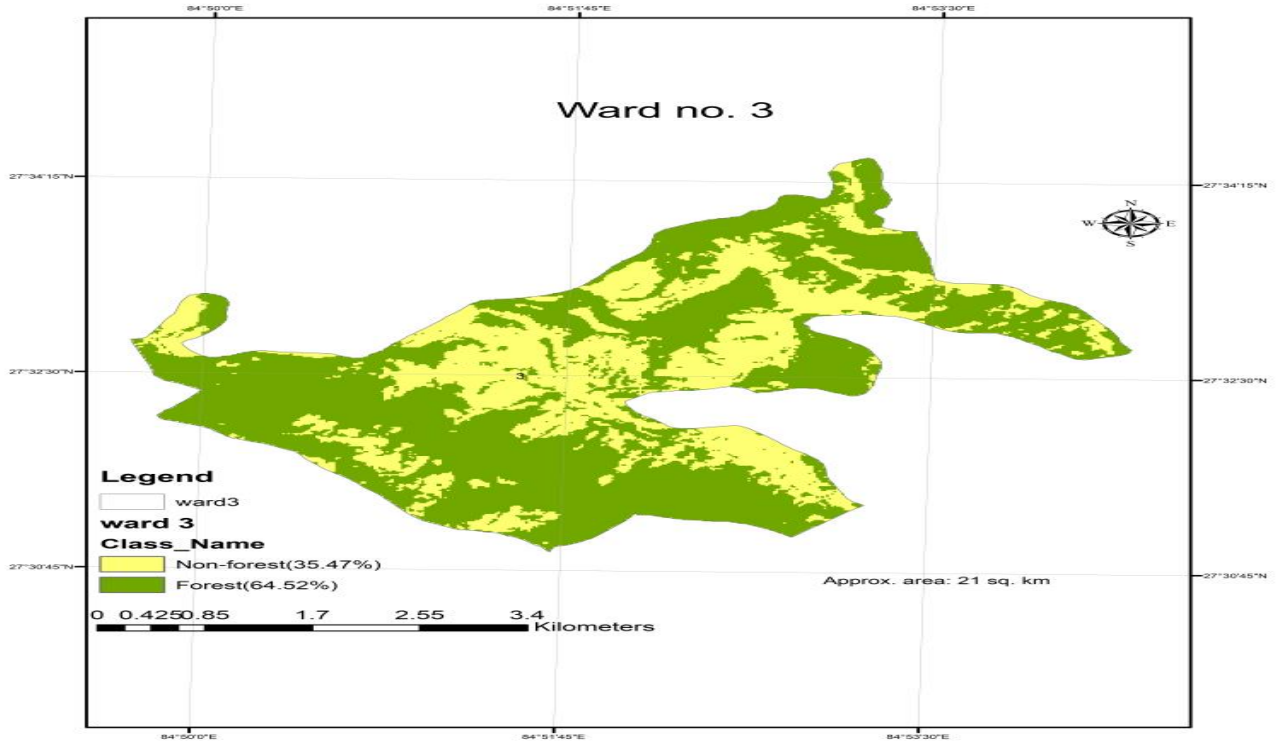 84°50'0"E 84°51'45"E 84°53'30"E
Ward no. 3
27°34'15"N 27°34'15"N
N
W E
S
27°32'30"N 3 27°32'30"N
Legend
ward3
ward 3
Class_Name
Non-forest(35.47%)
Forest(64.52%)
27°30'45"N 27°30'45"N
Approx. area: 21 sq. km
0 0.425 0.85 1.7 2.55 3.4
Kilometers
84°50'0"E 84°51'45"E 84°53'30"E